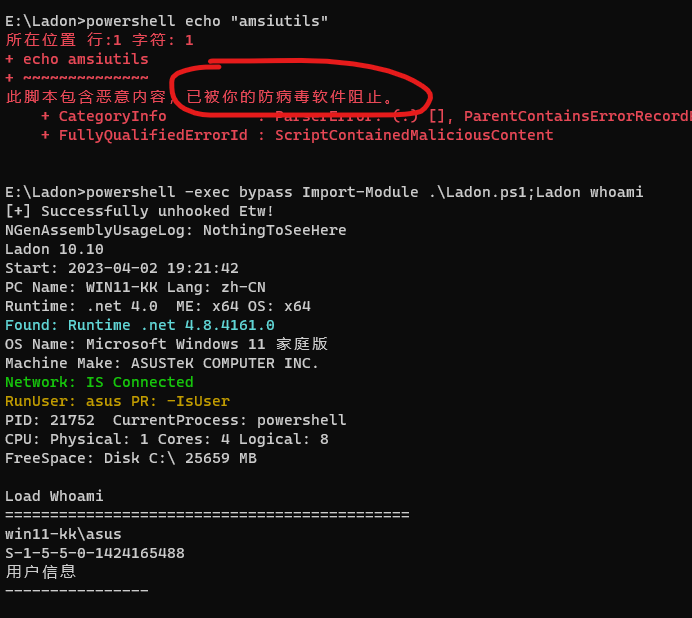 E:\Ladon>powershell echo "amsiutils"
所在位置 行:1 字符: 1
+ echo amsiutils
+ ~~~~~~~~~~~~~~
此脚本包含恶意内容，已被你的防病毒软件阻止。
+ CategoryInfo          : ParserError: (:) [], ParentContainsErrorRecord
+ FullyQualifiedErrorId : ScriptContainedMaliciousContent
E:\Ladon>powershell -exec bypass Import-Module .\Ladon.ps1;Ladon whoami
[+] Successfully unhooked Etw!
NGenAssemblyUsageLog: NothingToSeeHere
Ladon 10.10
Start: 2023-04-02 19:21:42
PC Name: WIN11-KK Lang: zh-CN
Runtime: .net 4.0  ME: x64 OS: x64
Found: Runtime .net 4.8.4161.0
OS Name: Microsoft Windows 11 家庭版
Machine Make: ASUSTeK COMPUTER INC.
Network: IS Connected
RunUser: asus PR: -IsUser
PID: 21752  CurrentProcess: powershell
CPU: Physical: 1 Cores: 4 Logical: 8
FreeSpace: Disk C:\ 25659 MB
Load Whoami
=============================================
win11-kk\asus
S-1-5-5-0-1424165488
用户信息
----------------